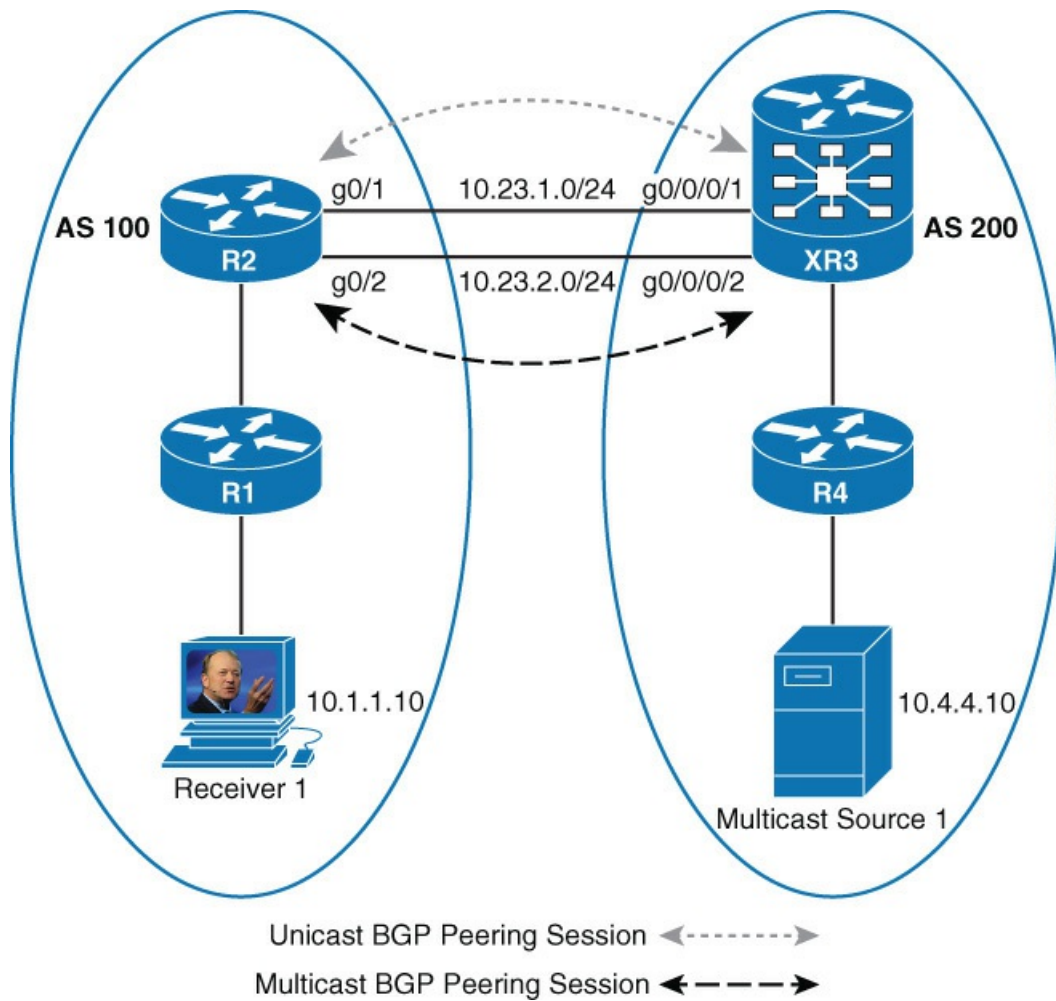 g0/1 10.23.1.0/24 g0/0/0/1
AS 100 AS 200
R2 XR3
g0/2 10.23.2.0/24 g0/0/0/2
R1 R4
10.1.1.10 10.4.4.10
Receiver 1
Multicast Source 1
Unicast BGP Peering Session
Multicast BGP Peering Session